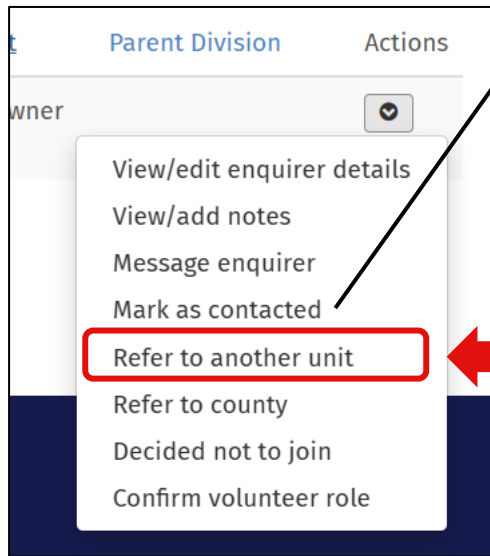 Parent Division Actions
wner
View/edit enquirer details
View/add notes
Message enquirer
Mark as contacted
Refer to another unit
Refer to county
Decided not to join
Confirm volunteer role